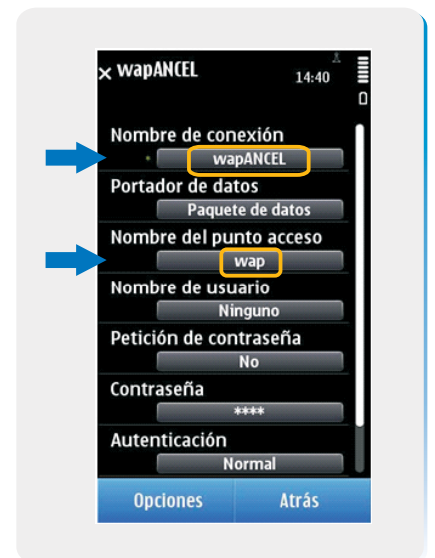 wapANCEL
14:40
Nombre de conexión
wapANCEL
Portador de datos
Paquete de datos
Nombre del punto acceso
wap
Nombre de usuario
Ninguno
Petición de contraseña
No
Contraseña
****
Autenticación
Normal
Opciones Atrás